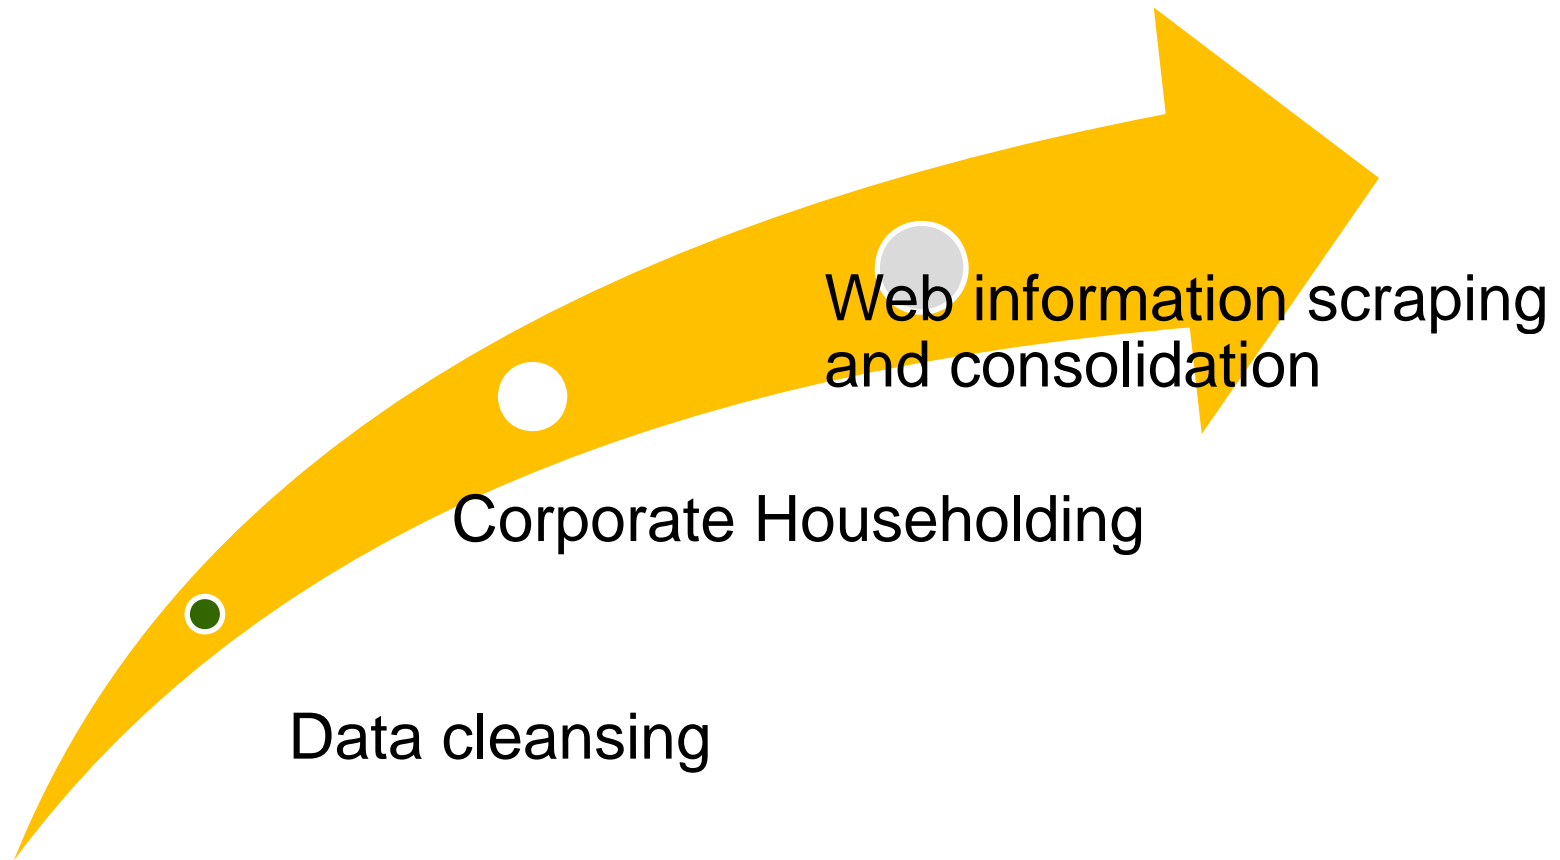 Web information scraping
and consolidation
Corporate Householding
Data cleansing